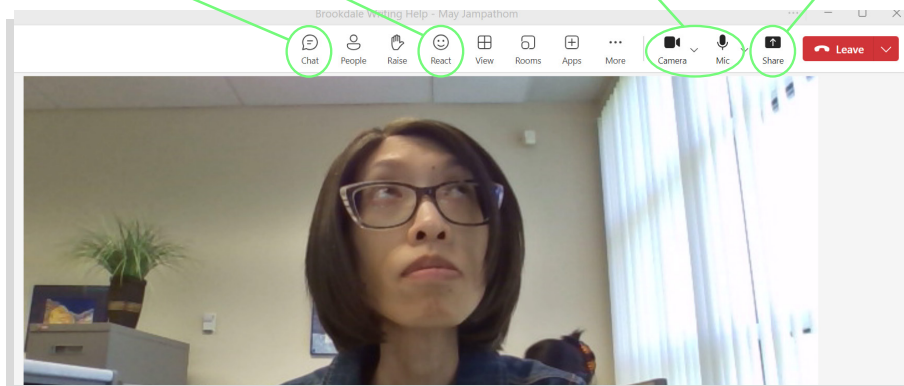 Brookdale Writing Help - May Jampathom
Chat People Raise React View Rooms Apps More Camera Mic Share Leave